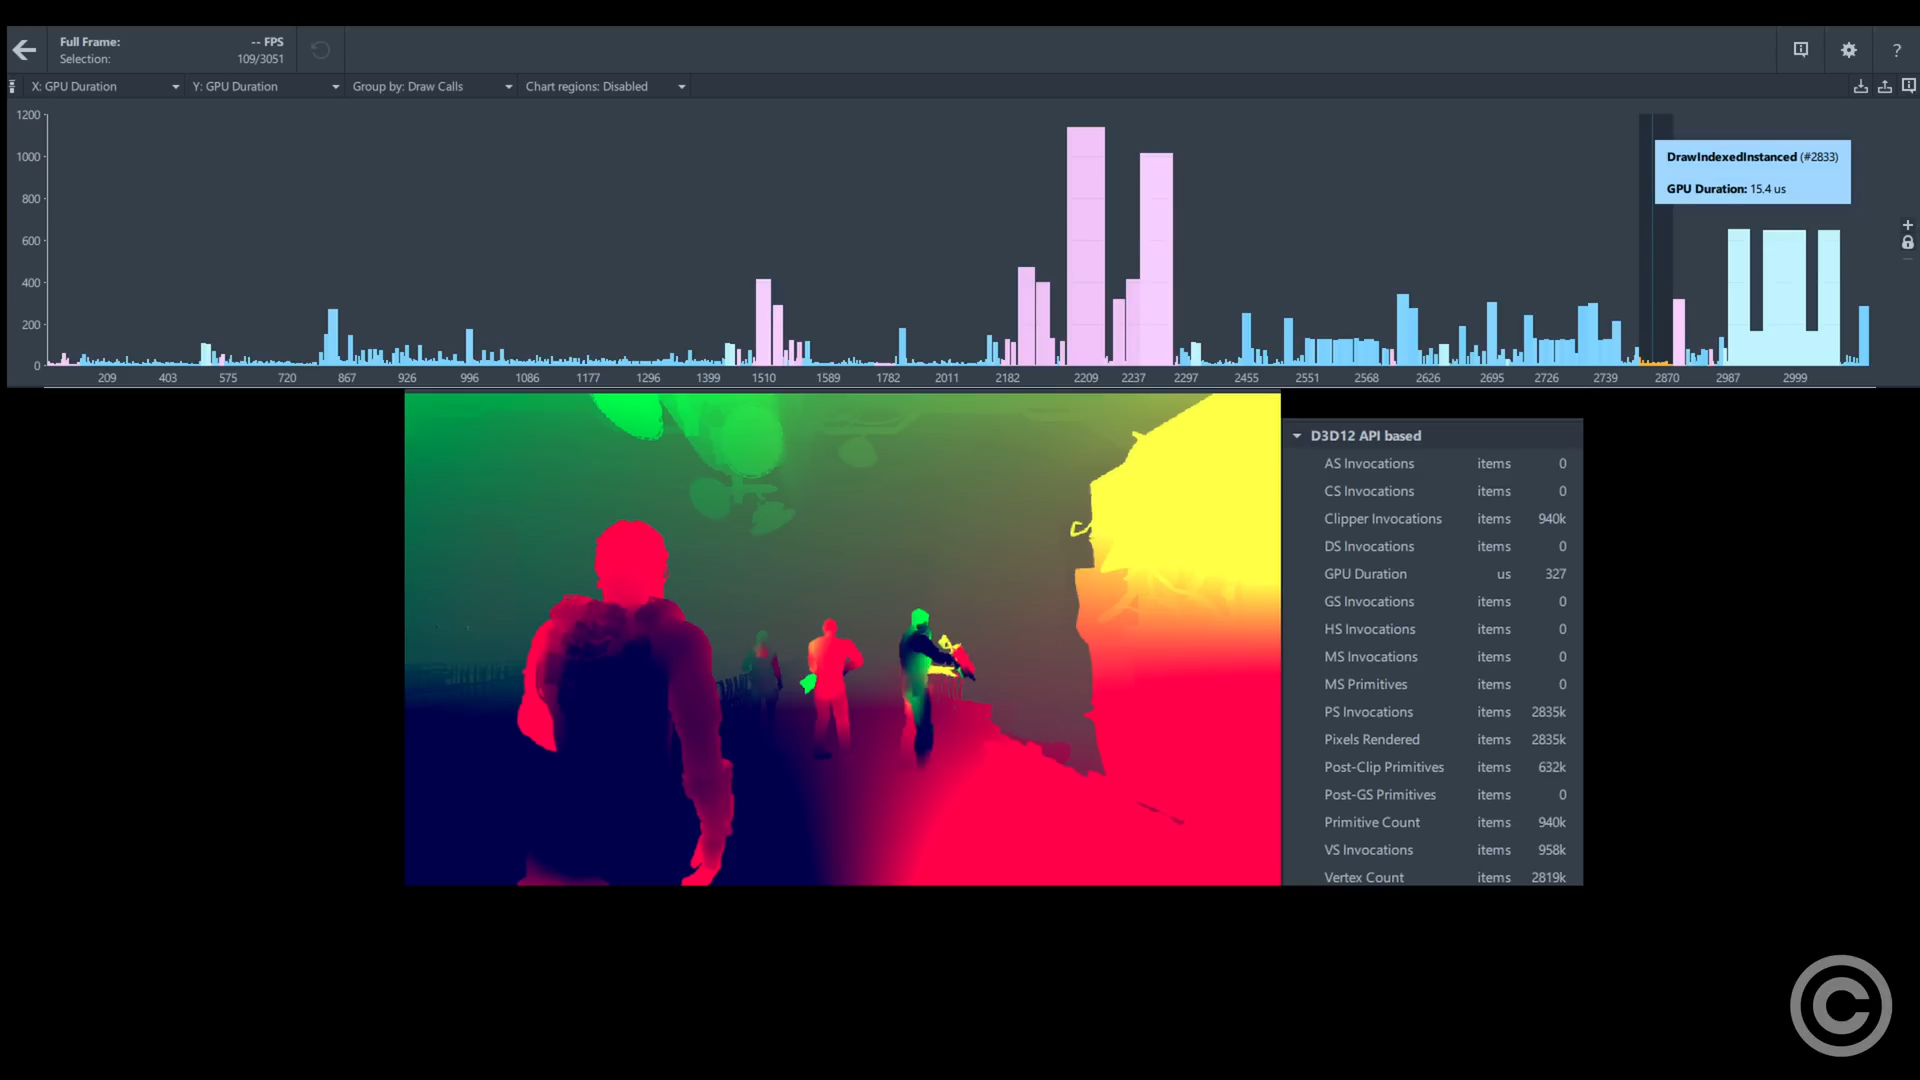 Full Frame: -- FPS
Selection: 109/3051
?
X: GPU Duration Y: GPU Duration Group by: Draw Calls Chart regions: Disabled
1200
1000
800
600
400
200
0
DrawIndexedInstanced (#2833)
GPU Duration: 15.4 us
209 403 575 720 867 926 996 1086 1177 1296 1399 1510 1589 1782 2011 2182 2209 2237 2297 2455 2551 2568 2626 2695 2726 2739 2870 2987 2999
D3D12 API based
AS Invocations items 0
CS Invocations items 0
Clipper Invocations items 940k
DS Invocations items 0
GPU Duration us 327
GS Invocations items 0
HS Invocations items 0
MS Invocations items 0
MS Primitives items 0
PS Invocations items 2835k
Pixels Rendered items 2835k
Post-Clip Primitives items 632k
Post-GS Primitives items 0
Primitive Count items 940k
VS Invocations items 958k
Vertex Count items 2819k
©